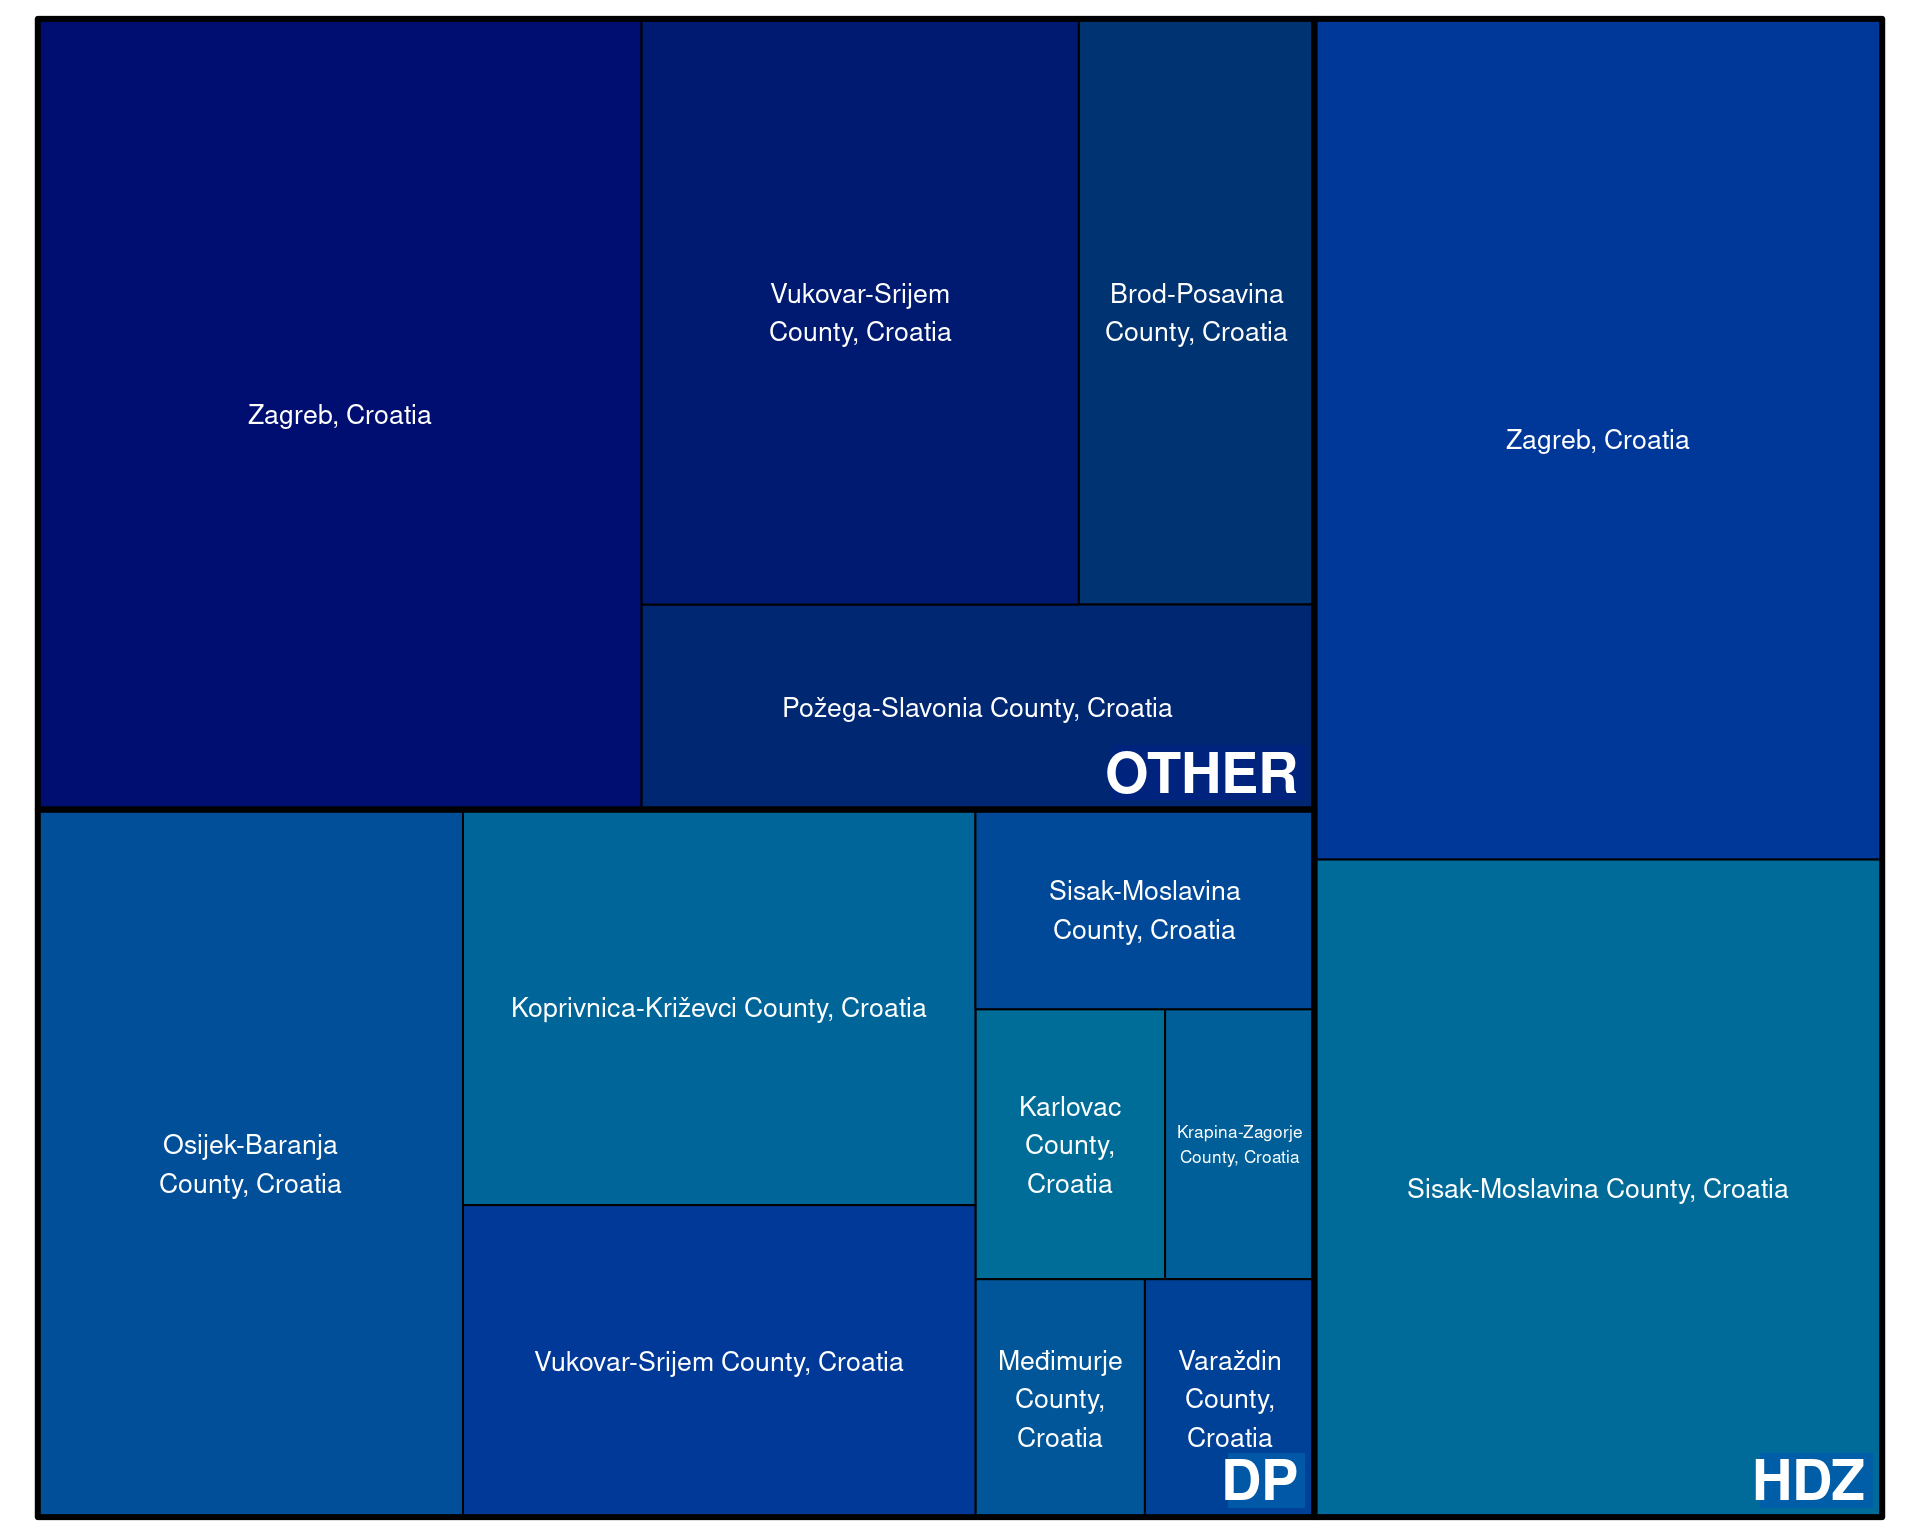 Zagreb, Croatia
Vukovar-Srijem
County, Croatia
Brod-Posavina
County, Croatia
Požega-Slavonia County, Croatia
OTHER
Osijek-Baranja
County, Croatia
Koprivnica-Križevci County, Croatia
Vukovar-Srijem County, Croatia
Sisak-Moslavina
County, Croatia
Karlovac
County,
Croatia
Krapina-Zagorje
County, Croatia
Međimurje
County,
Croatia
Varaždin
County,
Croatia
DP
Zagreb, Croatia
Sisak-Moslavina County, Croatia
HDZ